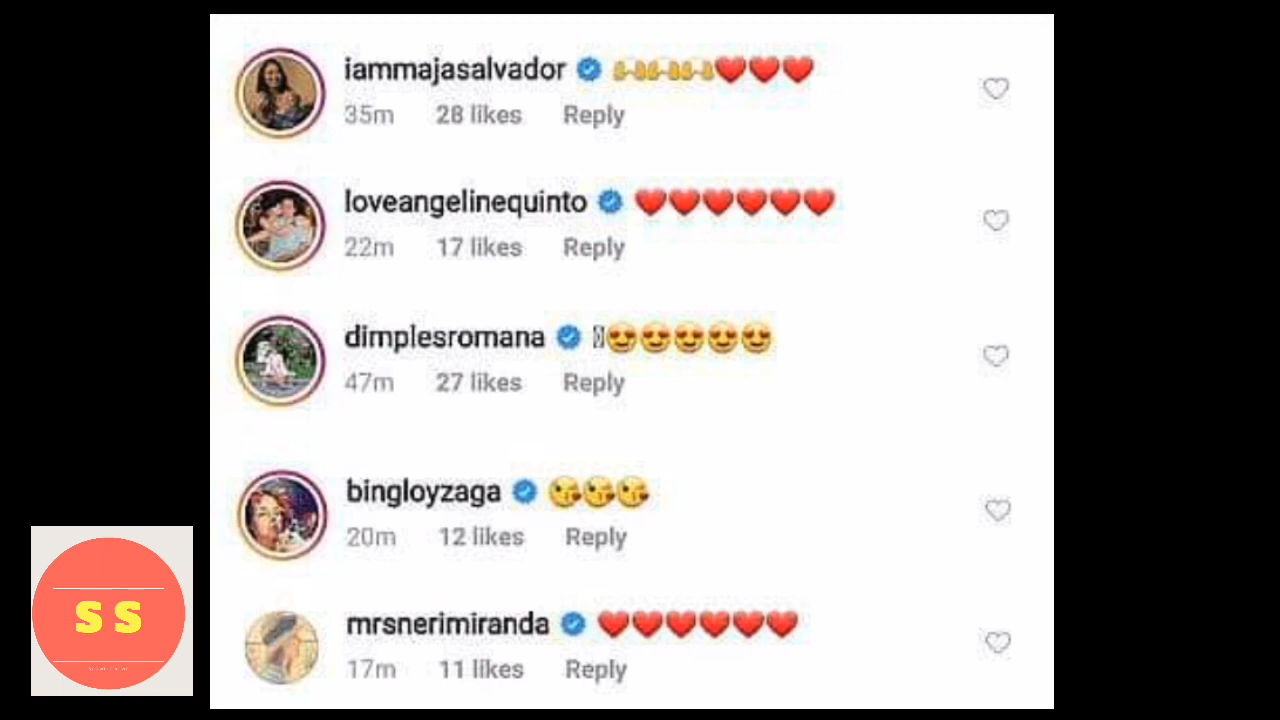 iammajasalvador 🙌🙌🙌❤️❤️❤️
35m 28 likes Reply
loveangelinequinto ❤️❤️❤️❤️❤️❤️
22m 17 likes Reply
dimplesromana 😍😍😍😍😍
47m 27 likes Reply
bingloyzaga 😘😘😘
20m 12 likes Reply
mrsnerimiranda ❤️❤️❤️❤️❤️❤️
17m 11 likes Reply
SS